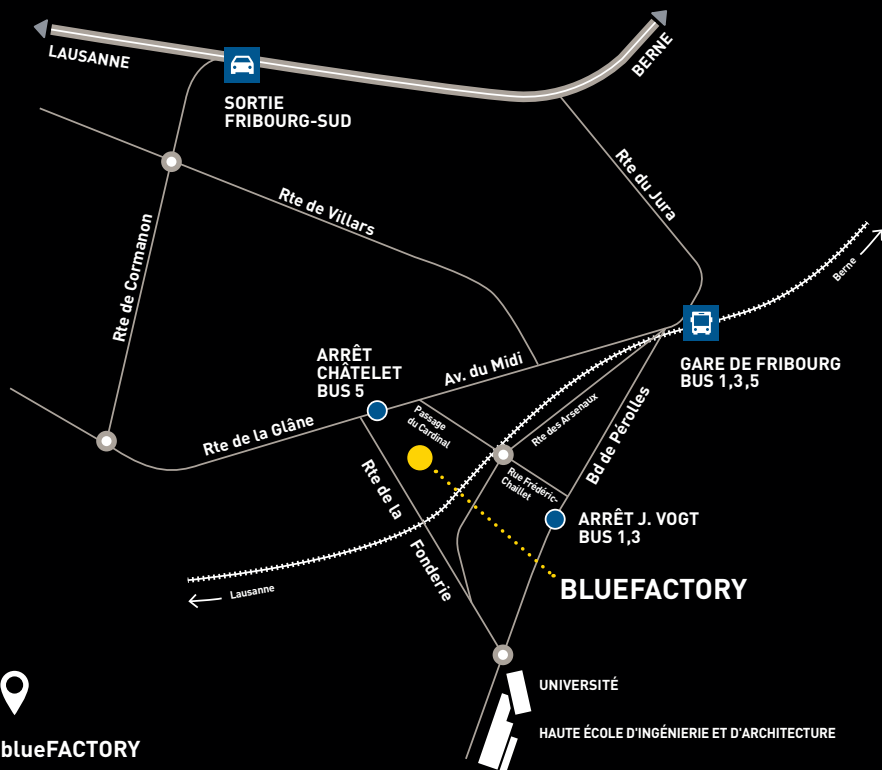 LAUSANNE
BERNE
SORTIE
FRIBOURG-SUD
Rte du Jura
Rte de Villars
Rte de Cormanon
Berne
ARRÊT
CHÂTELET
BUS 5
Av. du Midi
GARE DE FRIBOURG
BUS 1,3,5
Rte de la Glâne
Passage
du Cardinal
Rte des Arsenaux
Bd de Pérolles
Rue Frédéric-
Chaillet
Rte de la
Fonderie
ARRÊT J. VOGT
BUS 1,3
BLUEFACTORY
Lausanne
UNIVERSITÉ
HAUTE ÉCOLE D'INGÉNIERIE ET D'ARCHITECTURE
blueFACTORY